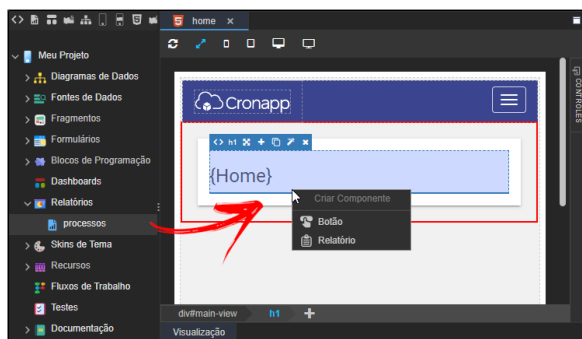 home ×
Meu Projeto
Diagramas de Dados
Fontes de Dados
Fragmentos
Formulários
Blocos de Programação
Dashboards
Relatórios
processos
Skins de Tema
Recursos
Fluxos de Trabalho
Testes
Documentação
Cronapp
<> h1
{Home}
Criar Componente
Botão
Relatório
div#main-view h1 +
Visualização
CONTROLES